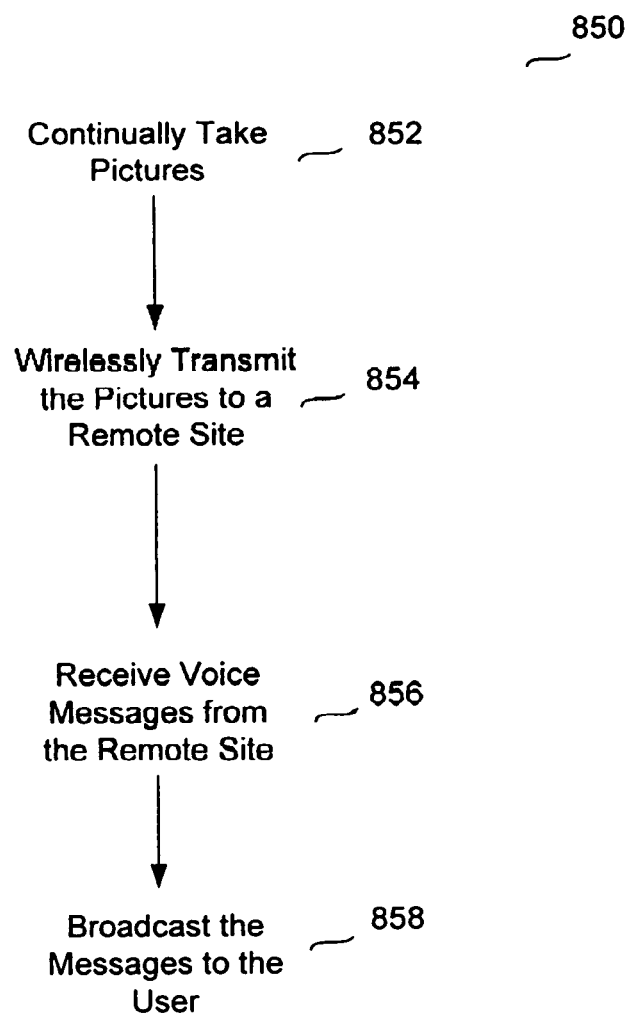 850
Continually Take
Pictures
852
Wirelessly Transmit
the Pictures to a
Remote Site
854
Receive Voice
Messages from
the Remote Site
856
Broadcast the
Messages to the
User
858